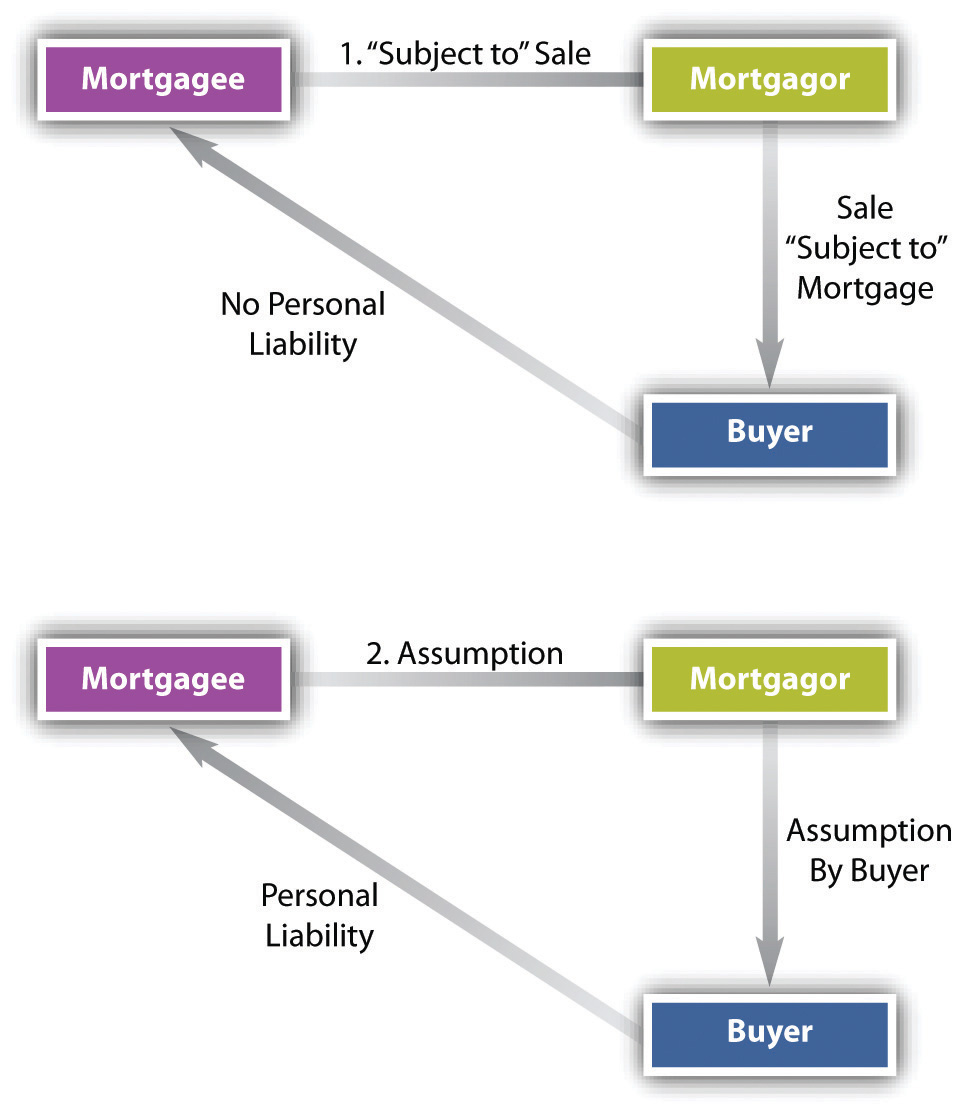 1. “Subject to” Sale
Mortgagee
Mortgagor
Sale
“Subject to”
Mortgage
No Personal
Liability
Buyer
2. Assumption
Mortgagee
Mortgagor
Assumption
By Buyer
Personal
Liability
Buyer